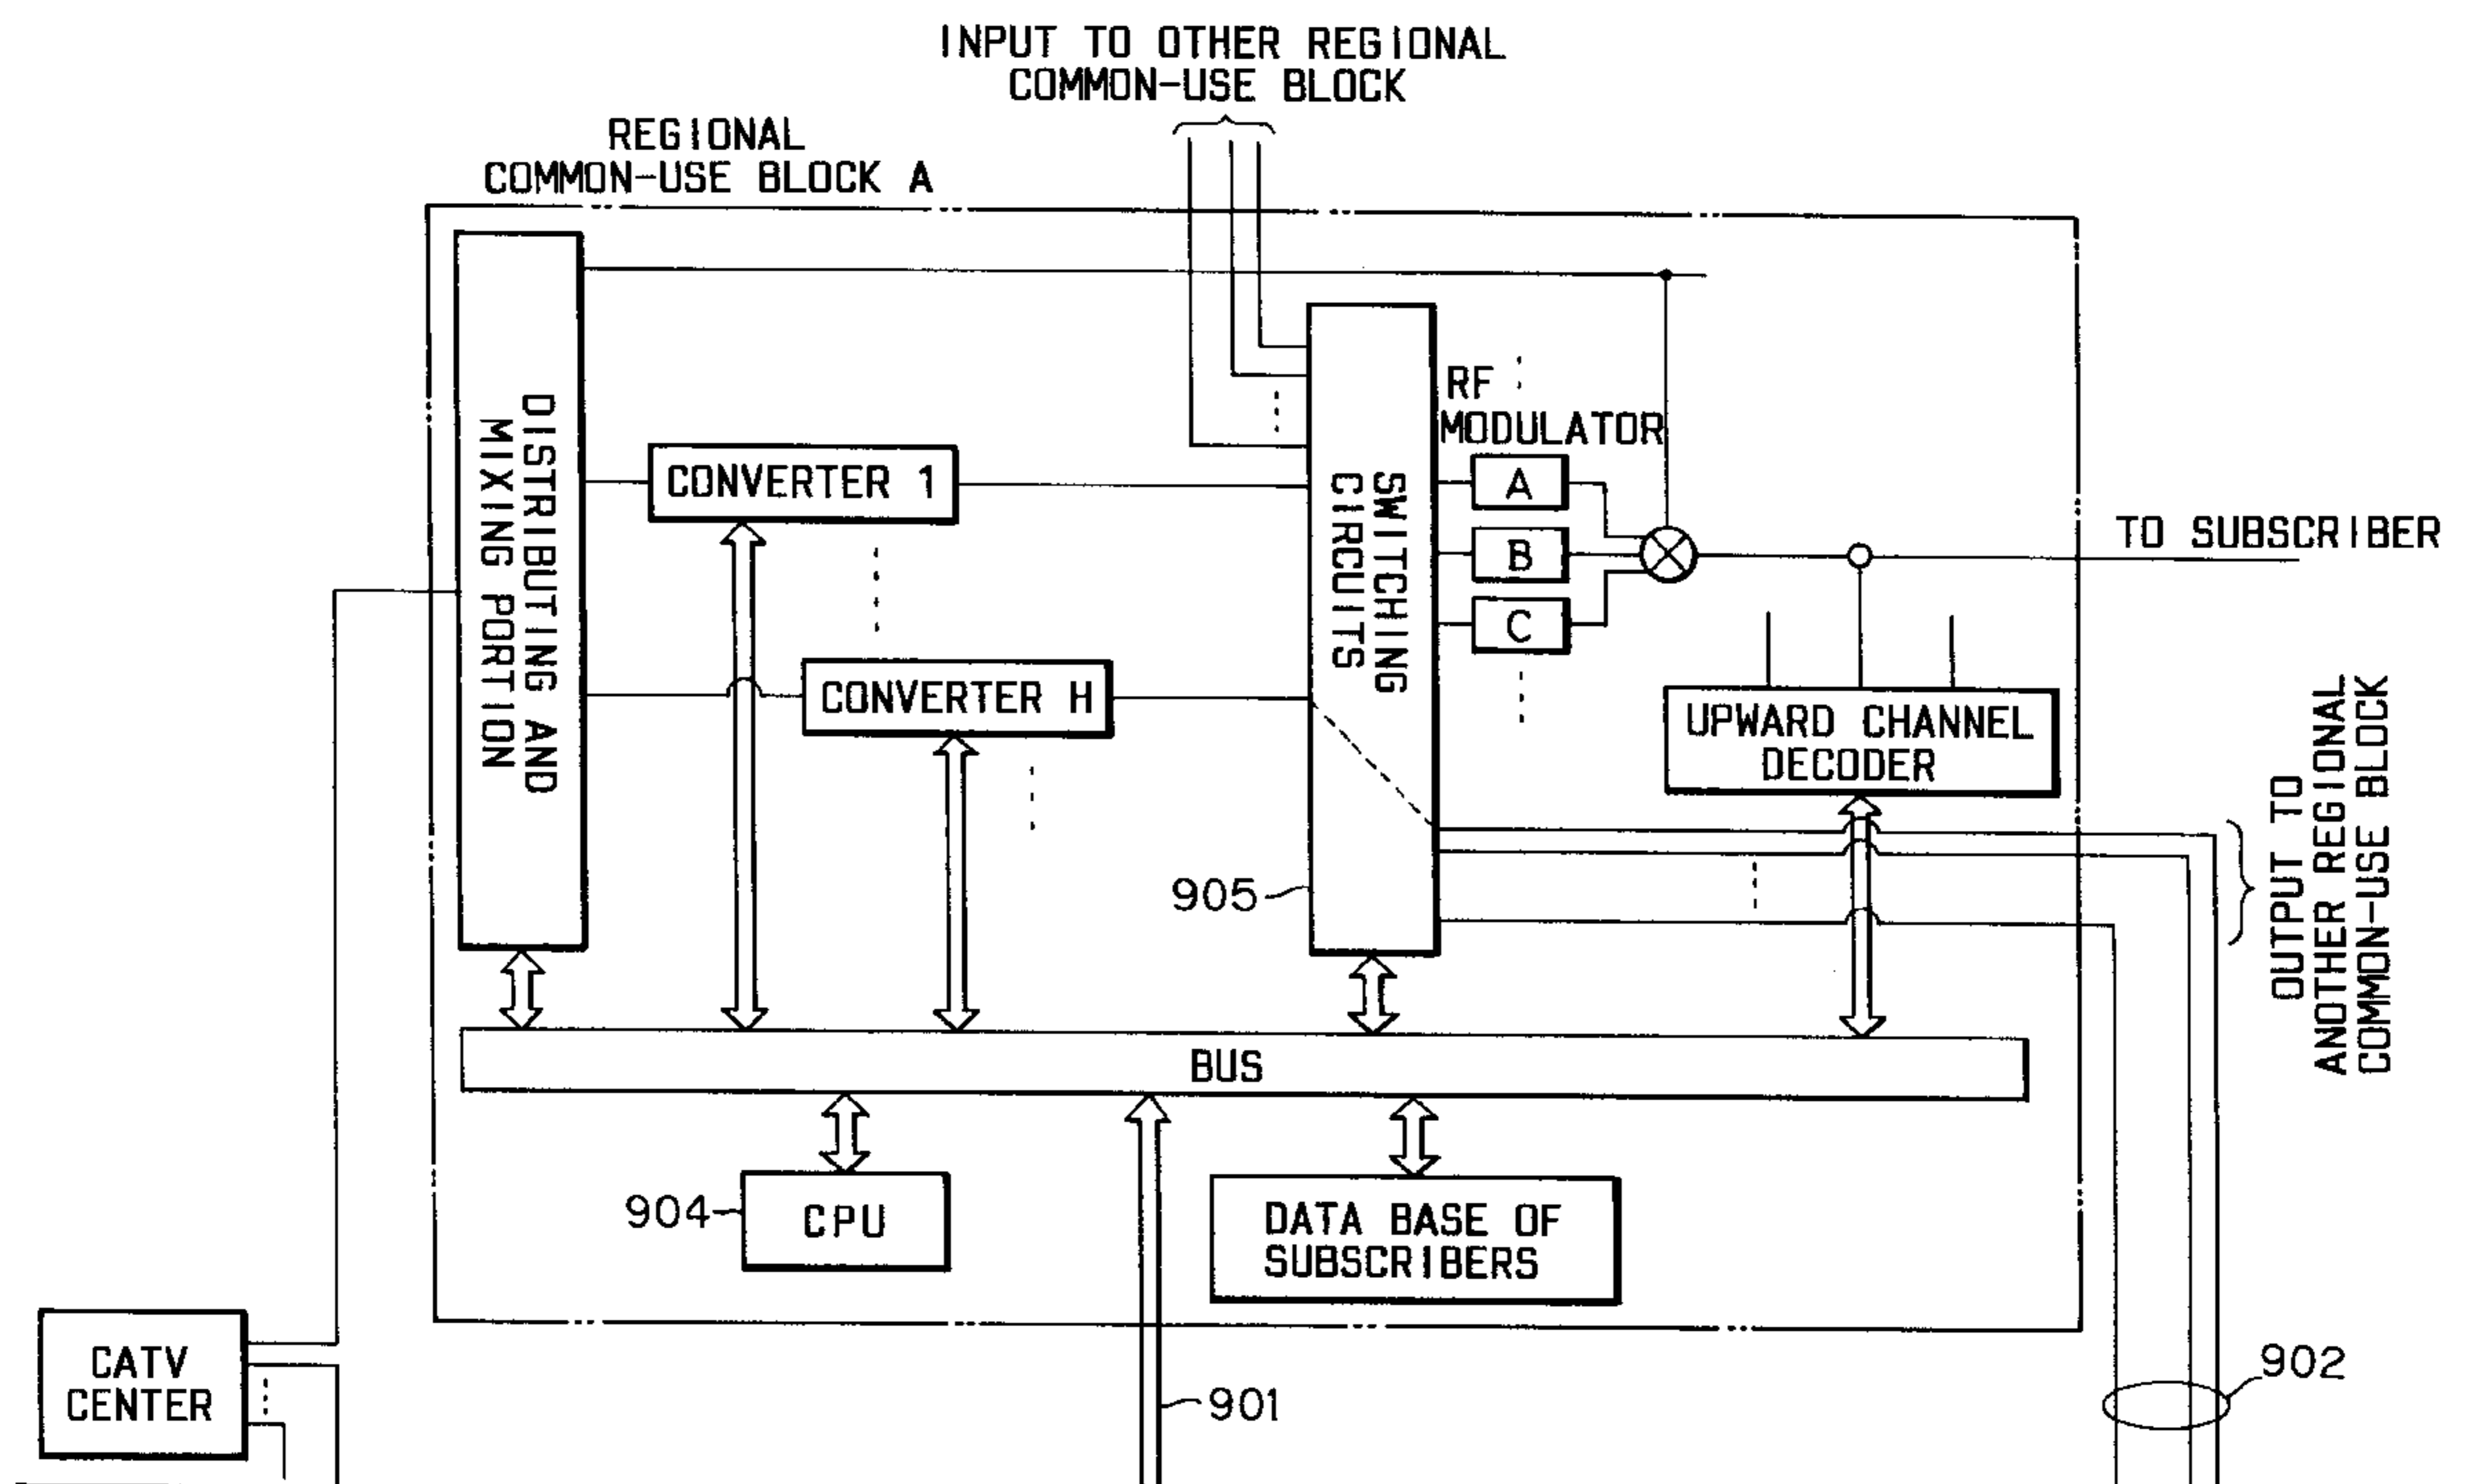 INPUT TO OTHER REGIONAL
COMMON-USE BLOCK
REGIONAL
COMMON-USE BLOCK A
DISTRIBUTING AND
MIXING PORTION
CONVERTER 1
CONVERTER H
SWITCHING
CIRCUITS
RF
MODULATOR
A
B
C
TO SUBSCRIBER
UPWARD CHANNEL
DECODER
OUTPUT TO
ANOTHER REGIONAL
COMMON-USE BLOCK
905
BUS
904
CPU
DATA BASE OF
SUBSCRIBERS
CATV
CENTER
901
902